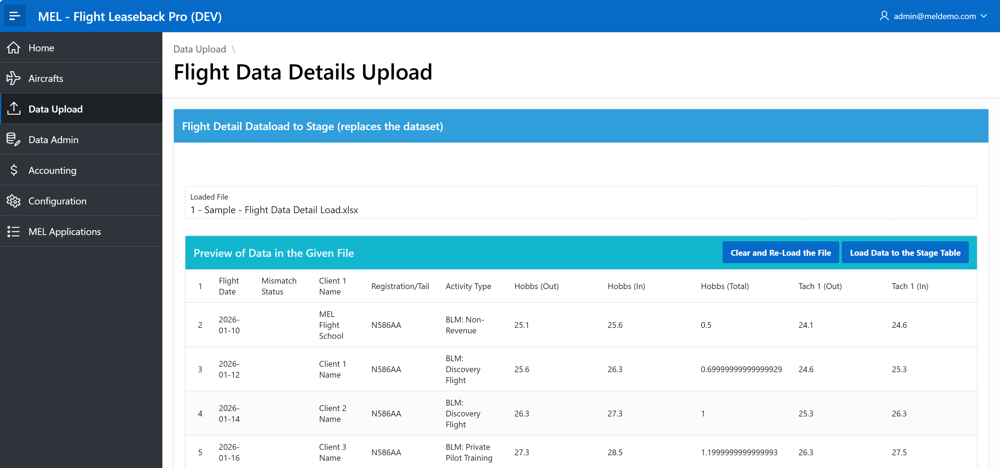 MEL - Flight Leaseback Pro (DEV)
admin@meldemo.com
Home
Aircrafts
Data Upload
Data Admin
Accounting
Configuration
MEL Applications
Data Upload \
Flight Data Details Upload
Flight Detail Dataload to Stage (replaces the dataset)
Loaded File
1 - Sample - Flight Data Detail Load.xlsx
Preview of Data in the Given File
Clear and Re-Load the File
Load Data to the Stage Table
1 Flight Date Mismatch Status Client 1 Name Registration/Tail Activity Type Hobbs (Out) Hobbs (In) Hobbs (Total) Tach 1 (Out) Tach 1 (In)
2 2026-01-10 MEL Flight School N586AA BLM: Non-Revenue 25.1 25.6 0.5 24.1 24.6
3 2026-01-12 Client 1 Name N586AA BLM: Discovery Flight 25.6 26.3 0.69999999999999929 24.6 25.3
4 2026-01-14 Client 2 Name N586AA BLM: Discovery Flight 26.3 27.3 1 25.3 26.3
5 2026-01-16 Client 3 Name N586AA BLM: Private Pilot Training 27.3 28.5 1.1999999999999993 26.3 27.5